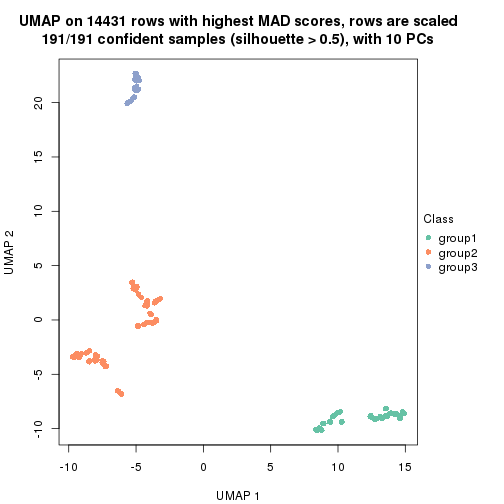 UMAP on 14431 rows with highest MAD scores, rows are scaled
191/191 confident samples (silhouette > 0.5), with 10 PCs
20
15
10
5
0
-5
-10
UMAP 2
-10
-5
0
5
10
15
UMAP 1
Class
group1
group2
group3